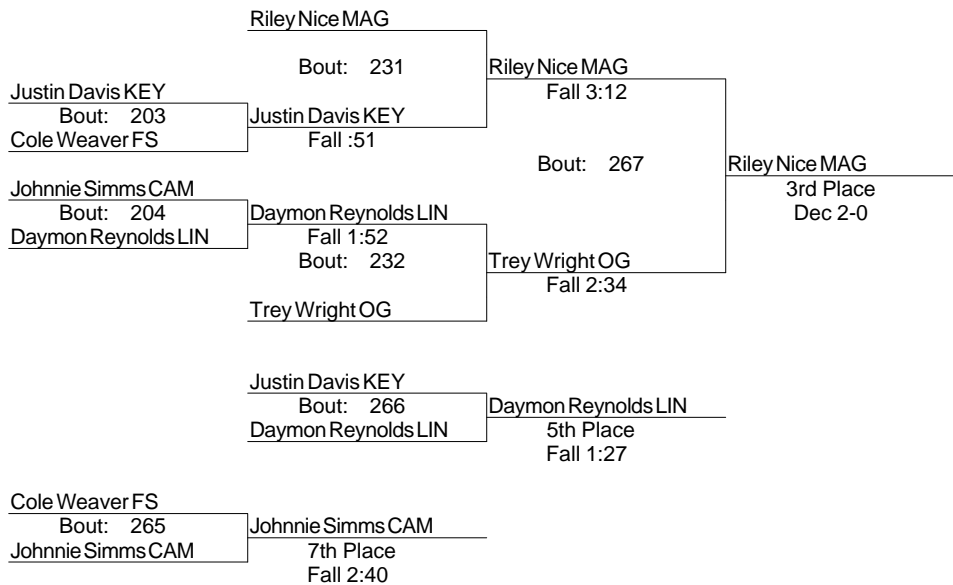 Riley Nice MAG
Bout: 231
Riley Nice MAG
Fall 3:12
Justin Davis KEY
Bout: 203
Cole Weaver FS
Justin Davis KEY
Fall :51
Bout: 267
Riley Nice MAG
3rd Place
Dec 2-0
Johnnie Simms CAM
Bout: 204
Daymon Reynolds LIN
Daymon Reynolds LIN
Fall 1:52
Bout: 232
Trey Wright OG
Fall 2:34
Trey Wright OG
Justin Davis KEY
Bout: 266
Daymon Reynolds LIN
Daymon Reynolds LIN
5th Place
Fall 1:27
Cole Weaver FS
Bout: 265
Johnnie Simms CAM
Johnnie Simms CAM
7th Place
Fall 2:40